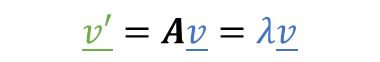 v′ = Av = λv